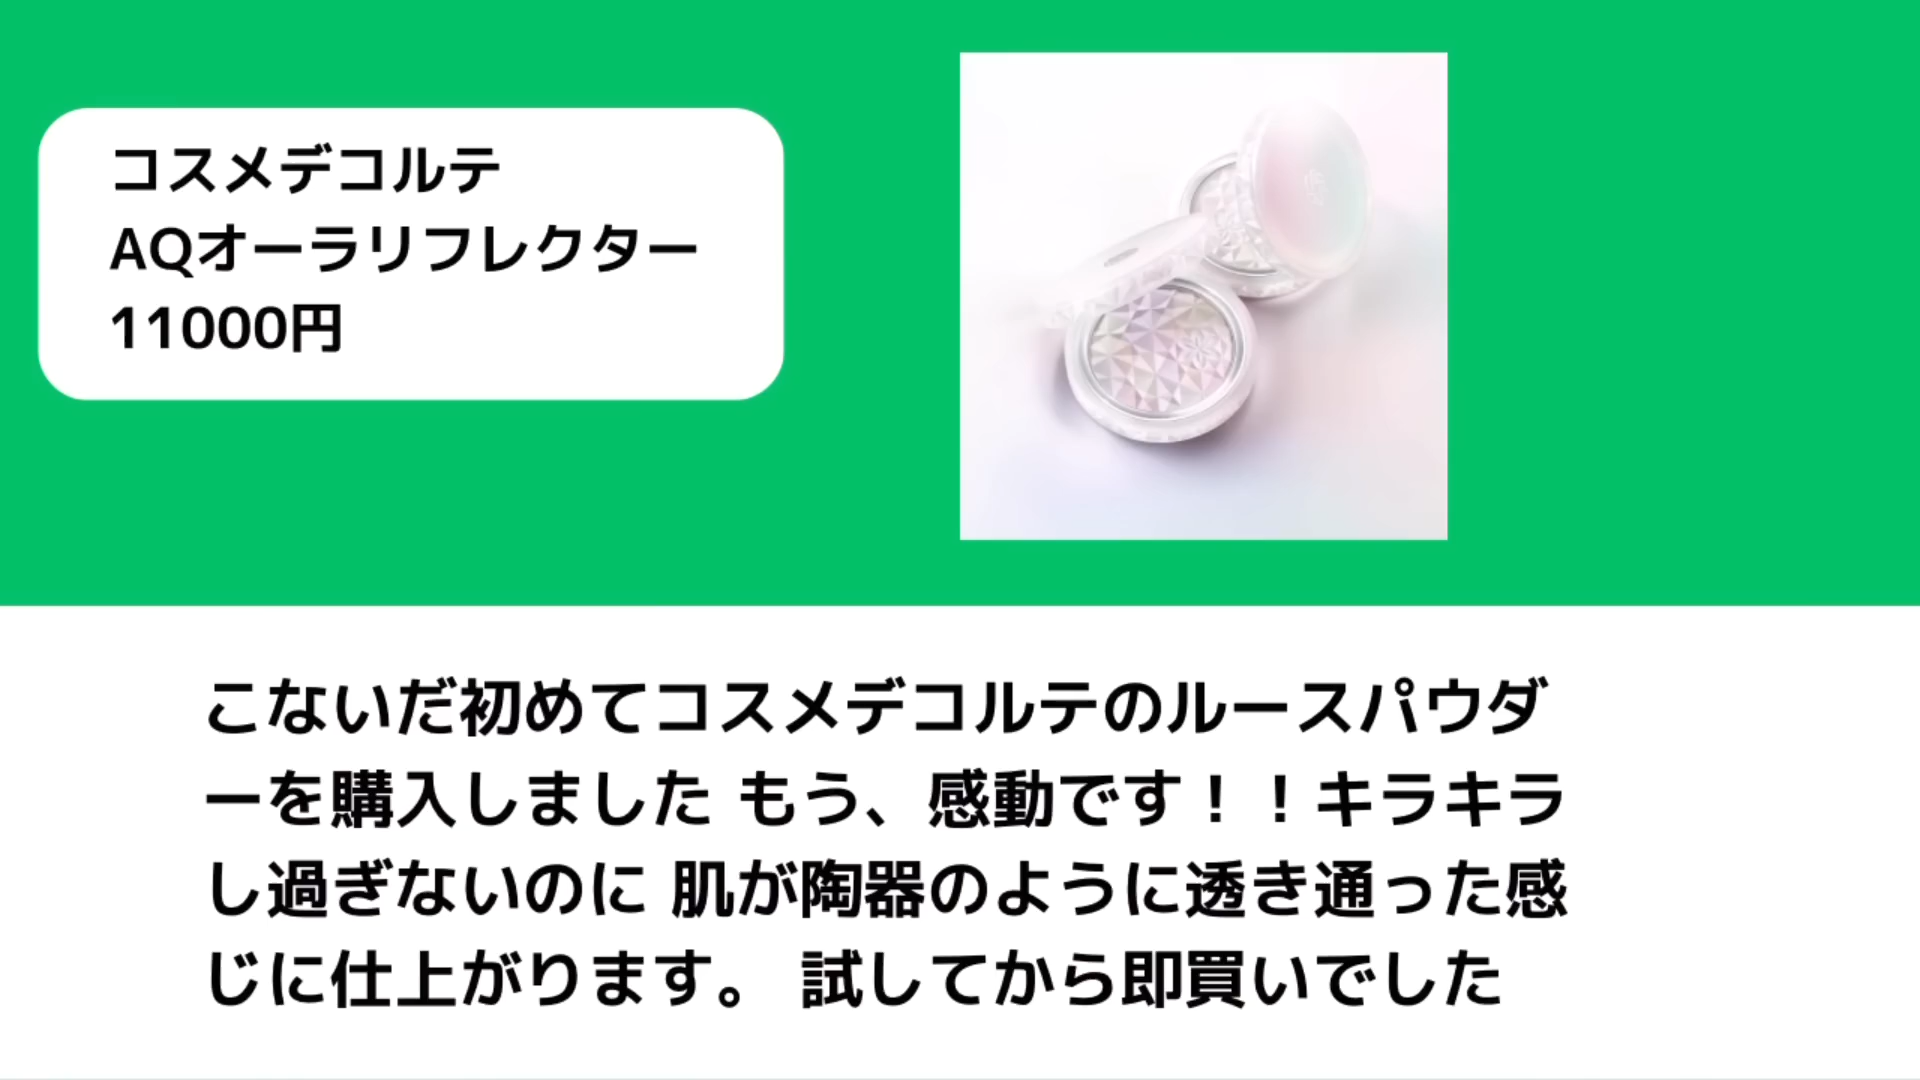 コスメデコルテ
AQオーラリフレクター
11000円
こないだ初めてコスメデコルテのルースパウダ
ーを購入しました もう、感動です！！キラキラ
し過ぎないのに 肌が陶器のように透き通った感
じに仕上がります。 試してから即買いでした